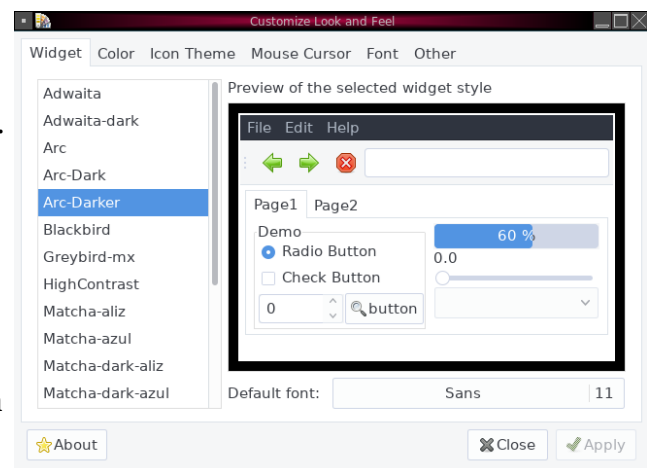 Customize Look and Feel
Widget Color Icon Theme Mouse Cursor Font Other
Adwaita
Adwaita-dark
Arc
Arc-Dark
Arc-Darker
Blackbird
Greybird-mx
HighContrast
Matcha-aliz
Matcha-azul
Matcha-dark-aliz
Matcha-dark-azul
Preview of the selected widget style
File Edit Help
Page1 Page2
Demo
Radio Button
Check Button
0 button
60 %
0.0
Default font: Sans 11
About Close Apply